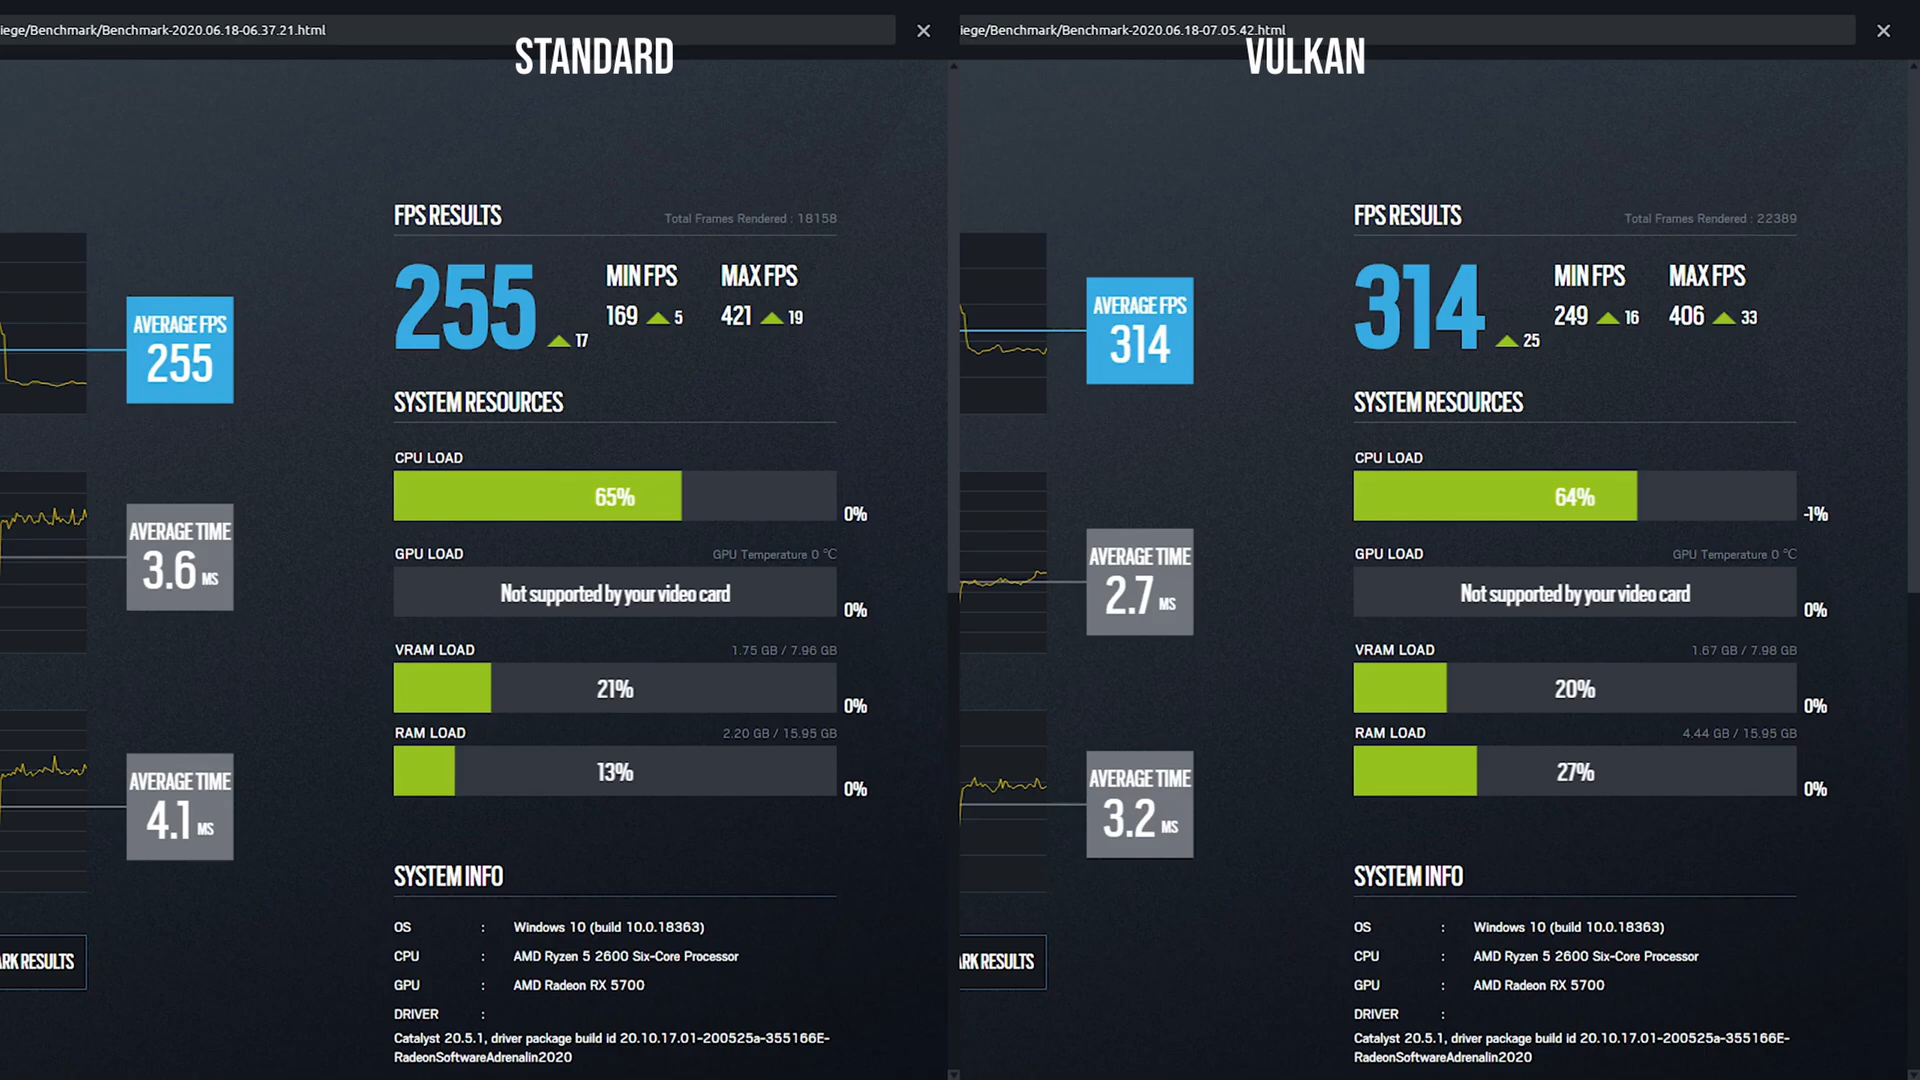 iege/Benchmark/Benchmark-2020.06.18-06.37.21.html
STANDARD
FPS RESULTS
Total Frames Rendered : 18158
255
17
MIN FPS
169 5
MAX FPS
421 19
AVERAGE FPS
255
SYSTEM RESOURCES
CPU LOAD
65%
0%
AVERAGE TIME
3.6 MS
GPU LOAD
GPU Temperature 0 °C
Not supported by your video card
0%
VRAM LOAD
1.75 GB / 7.96 GB
21%
0%
RAM LOAD
2.20 GB / 15.95 GB
13%
0%
AVERAGE TIME
4.1 MS
SYSTEM INFO
OS : Windows 10 (build 10.0.18363)
CPU : AMD Ryzen 5 2600 Six-Core Processor
GPU : AMD Radeon RX 5700
DRIVER :
Catalyst 20.5.1, driver package build id 20.10.17.01-200525a-355166E-
RadeonSoftwareAdrenalin2020
ARK RESULTS
iege/Benchmark/Benchmark-2020.06.18-07.05.42.html
VULKAN
FPS RESULTS
Total Frames Rendered : 22389
314
25
MIN FPS
249 16
MAX FPS
406 33
AVERAGE FPS
314
SYSTEM RESOURCES
CPU LOAD
64%
-1%
AVERAGE TIME
2.7 MS
GPU LOAD
GPU Temperature 0 °C
Not supported by your video card
0%
VRAM LOAD
1.67 GB / 7.98 GB
20%
0%
RAM LOAD
4.44 GB / 15.95 GB
27%
0%
AVERAGE TIME
3.2 MS
SYSTEM INFO
OS : Windows 10 (build 10.0.18363)
CPU : AMD Ryzen 5 2600 Six-Core Processor
GPU : AMD Radeon RX 5700
DRIVER :
Catalyst 20.5.1, driver package build id 20.10.17.01-200525a-355166E-
RadeonSoftwareAdrenalin2020
ARK RESULTS